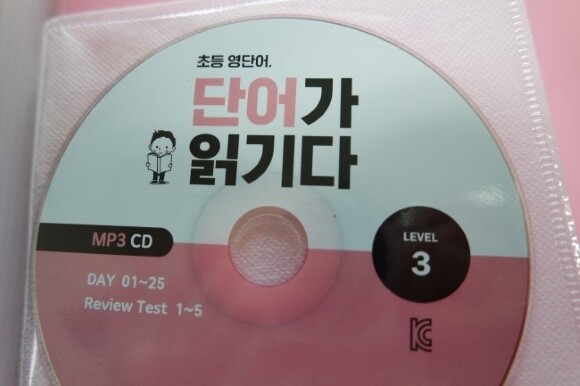 초등 영단어,
단어가
읽기다
MP3 CD
LEVEL
3
DAY 01~25
Review Test 1~5
KC